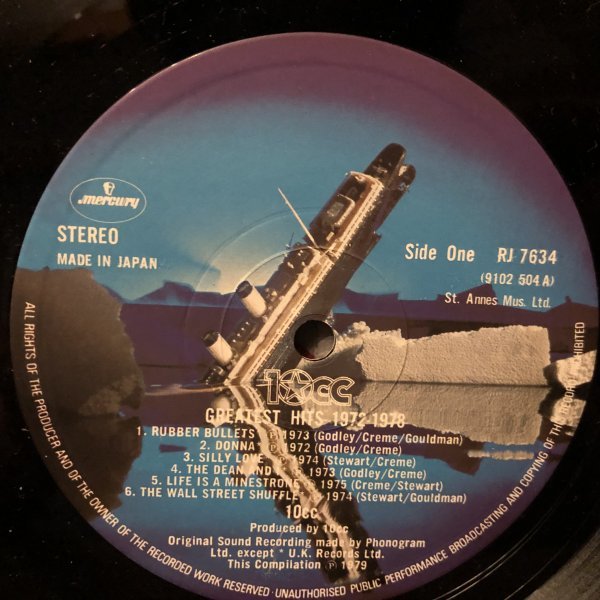 mercury
STEREO
MADE IN JAPAN
Side One RJ 7634
(9102 504 A)
St. Annes Mus. Ltd.
10cc
GREATEST HITS 1972-1978
1. RUBBER BULLETS* ℗ 1973 (Godley/Creme/Gouldman)
2. DONNA* ℗ 1972 (Godley/Creme)
3. SILLY LOVE* ℗ 1974 (Stewart/Creme)
4. THE DEAN AND I* ℗ 1973 (Godley/Creme)
5. LIFE IS A MINESTRONE ℗ 1975 (Creme/Stewart)
6. THE WALL STREET SHUFFLE* ℗ 1974 (Stewart/Gouldman)
10cc
Produced by 10cc
Original Sound Recording made by Phonogram
Ltd. except * U.K. Records Ltd.
This Compilation ℗ 1979
ALL RIGHTS OF THE PRODUCER AND OF THE OWNER OF THE RECORDED WORK RESERVED · UNAUTHORISED PUBLIC PERFORMANCE BROADCASTING AND COPYING OF THIS RECORD PROHIBITED